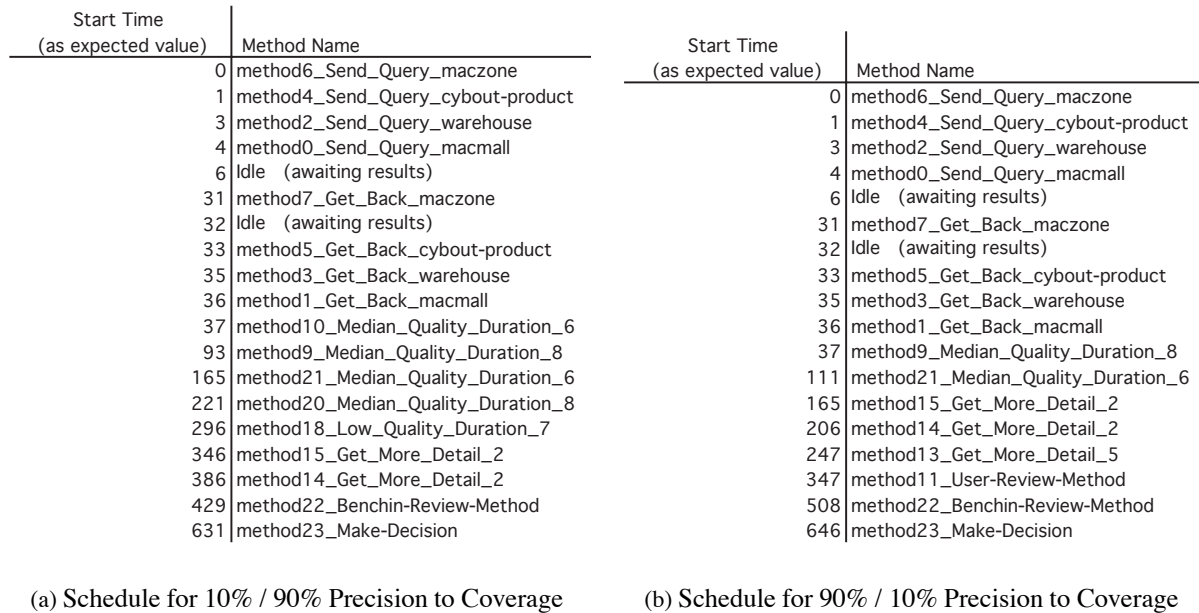 Start Time
(as expected value) Method Name
0 method6_Send_Query_maczone
1 method4_Send_Query_cybout-product
3 method2_Send_Query_warehouse
4 method0_Send_Query_macmall
6 Idle (awaiting results)
31 method7_Get_Back_maczone
32 Idle (awaiting results)
33 method5_Get_Back_cybout-product
35 method3_Get_Back_warehouse
36 method1_Get_Back_macmall
37 method10_Median_Quality_Duration_6
93 method9_Median_Quality_Duration_8
165 method21_Median_Quality_Duration_6
221 method20_Median_Quality_Duration_8
296 method18_Low_Quality_Duration_7
346 method15_Get_More_Detail_2
386 method14_Get_More_Detail_2
429 method22_Benchin-Review-Method
631 method23_Make-Decision
(a) Schedule for 10% / 90% Precision to Coverage
Start Time
(as expected value) Method Name
0 method6_Send_Query_maczone
1 method4_Send_Query_cybout-product
3 method2_Send_Query_warehouse
4 method0_Send_Query_macmall
6 Idle (awaiting results)
31 method7_Get_Back_maczone
32 Idle (awaiting results)
33 method5_Get_Back_cybout-product
35 method3_Get_Back_warehouse
36 method1_Get_Back_macmall
37 method9_Median_Quality_Duration_8
111 method21_Median_Quality_Duration_6
165 method15_Get_More_Detail_2
206 method14_Get_More_Detail_2
247 method13_Get_More_Detail_5
347 method11_User-Review-Method
508 method22_Benchin-Review-Method
646 method23_Make-Decision
(b) Schedule for 90% / 10% Precision to Coverage